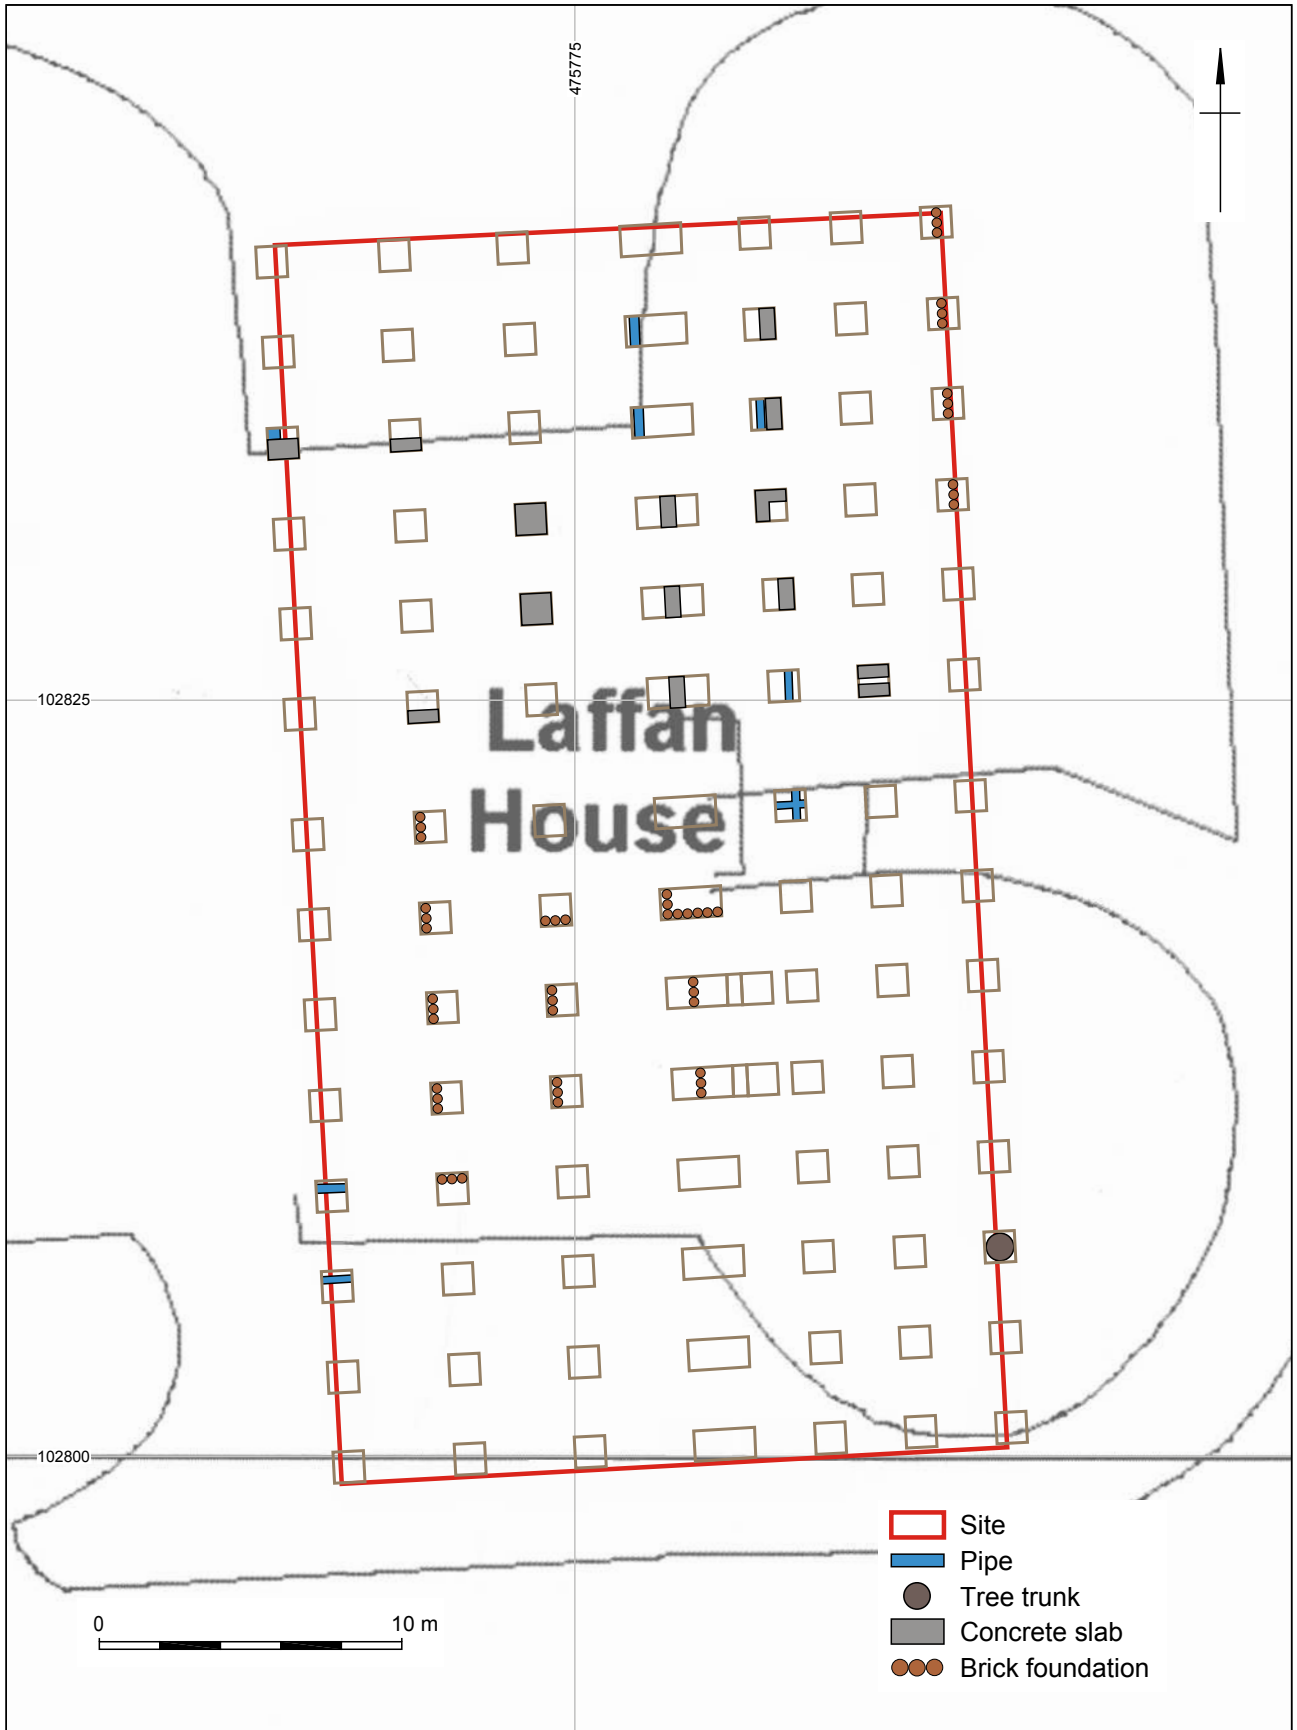 475775
102825
Laffan
House
102800
Site
Pipe
Tree trunk
Concrete slab
Brick foundation
0 10 m